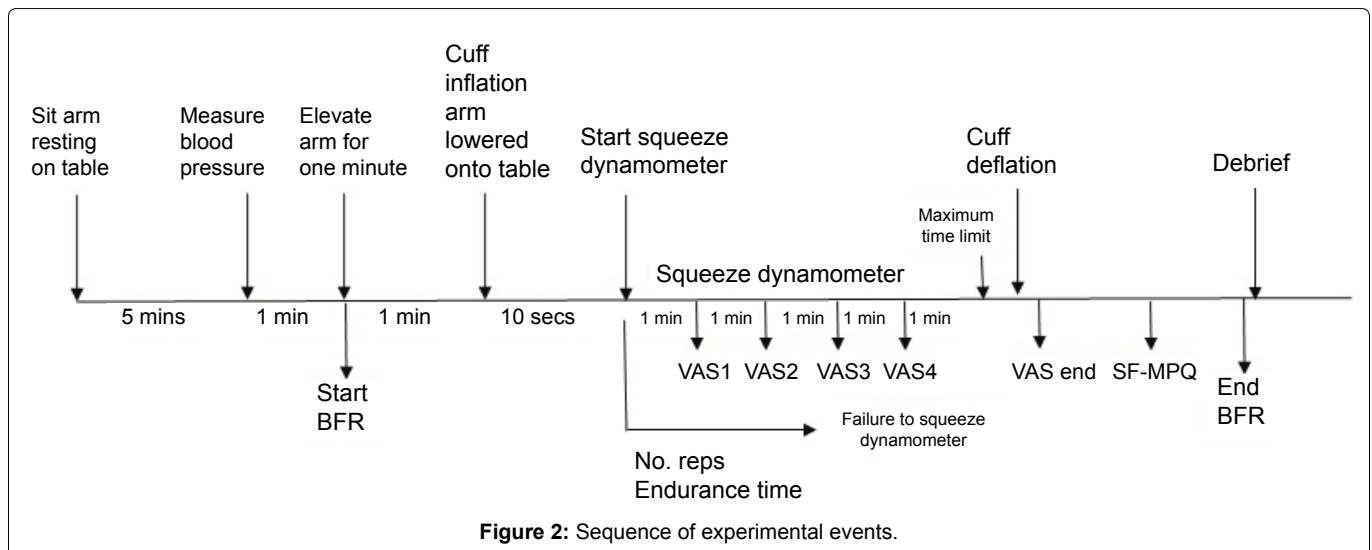 Sit arm
resting
on table
Measure
blood
pressure
Elevate
arm for
one minute
Cuff
inflation
arm
lowered
onto table
Start squeeze
dynamometer
Squeeze dynamometer
Maximum
time limit
Cuff
deflation
Debrief
5 mins
1 min
1 min
10 secs
1 min
1 min
1 min
1 min
1 min
Start
BFR
VAS1
VAS2
VAS3
VAS4
VAS end
SF-MPQ
End
BFR
Failure to squeeze
dynamometer
No. reps
Endurance time
Figure 2: Sequence of experimental events.